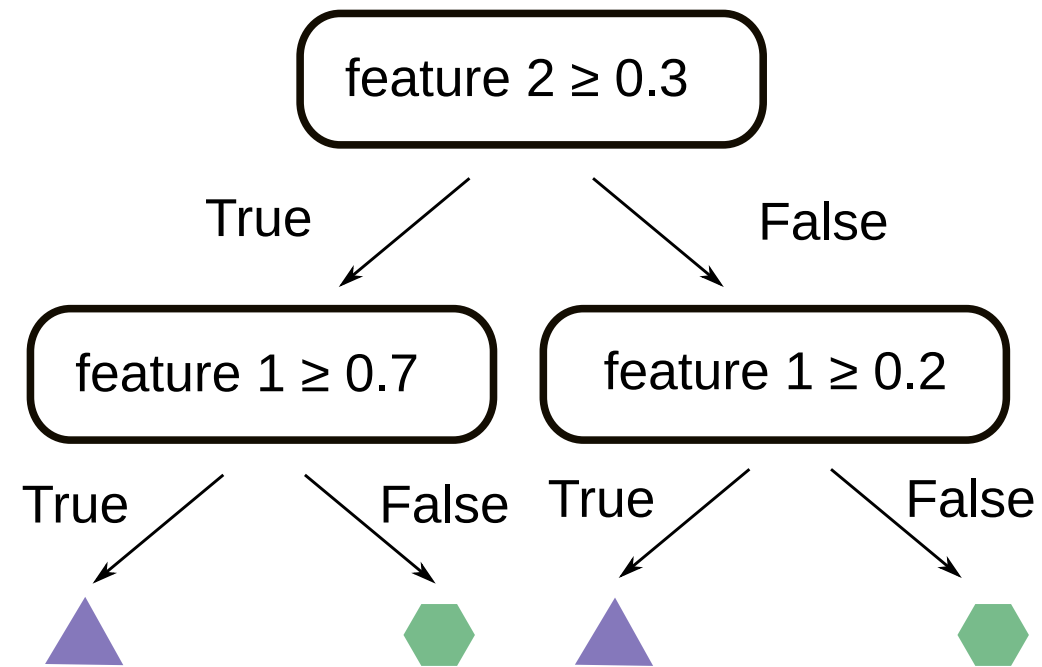 feature 2 ≥ 0.3
True
False
feature 1 ≥ 0.7
feature 1 ≥ 0.2
True
False
True
False